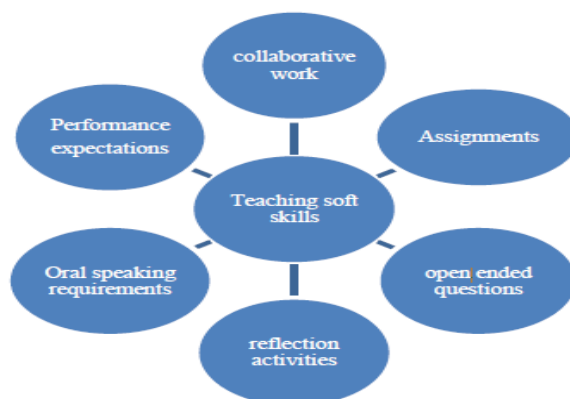 collaborative
work
Performance
expectations
Assignments
Teaching soft
skills
Oral speaking
requirements
open ended
questions
reflection
activities